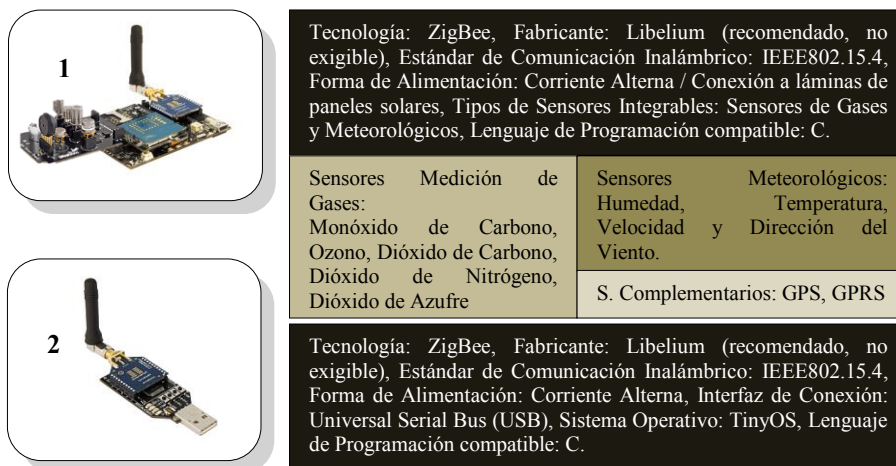 1
Tecnología: ZigBee, Fabricante: Libelium (recomendado, no
exigible), Estándar de Comunicación Inalámbrico: IEEE802.15.4,
Forma de Alimentación: Corriente Alterna / Conexión a láminas de
paneles solares, Tipos de Sensores Integrables: Sensores de Gases
y Meteorológicos, Lenguaje de Programación compatible: C.
Sensores Medición de
Gases:
Monóxido de Carbono,
Ozono, Dióxido de Carbono,
Dióxido de Nitrógeno,
Dióxido de Azufre
Sensores Meteorológicos:
Humedad, Temperatura,
Velocidad y Dirección del
Viento.
S. Complementarios: GPS, GPRS
2
Tecnología: ZigBee, Fabricante: Libelium (recomendado, no
exigible), Estándar de Comunicación Inalámbrico: IEEE802.15.4,
Forma de Alimentación: Corriente Alterna, Interfaz de Conexión:
Universal Serial Bus (USB), Sistema Operativo: TinyOS, Lenguaje
de Programación compatible: C.